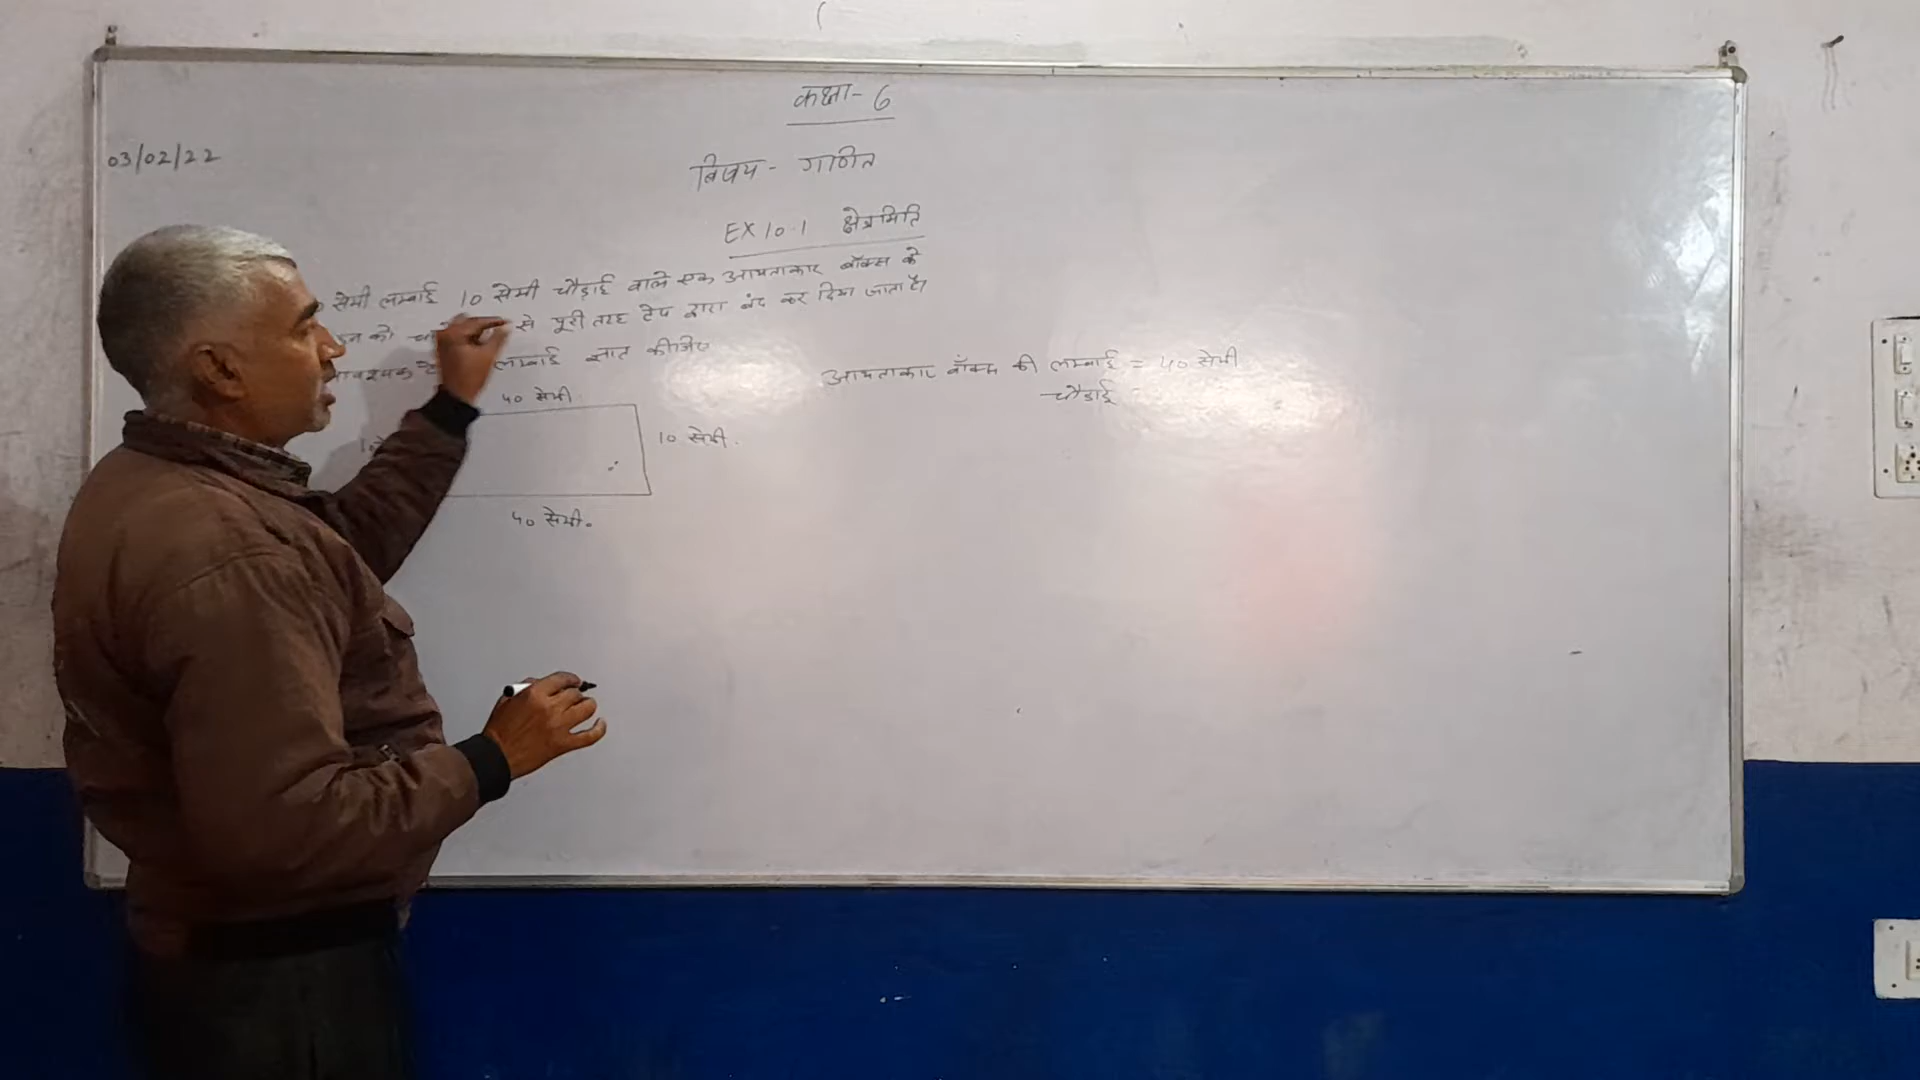 कक्षा- 6
03/02/22
विषय - गणित
EX 10.1 क्षेत्रमिति
सेमी लम्बाई 10 सेमी चौड़ाई वाले एक आयताकार बॉक्स के
को से पूरी तरह टेप द्वारा बंद कर दिया जाता है।
लम्बाई ज्ञात कीजिए
आयताकार बॉक्स की लम्बाई = 40 सेमी
चौड़ाई =
40 सेमी.
10 सेमी.
40 सेमी.